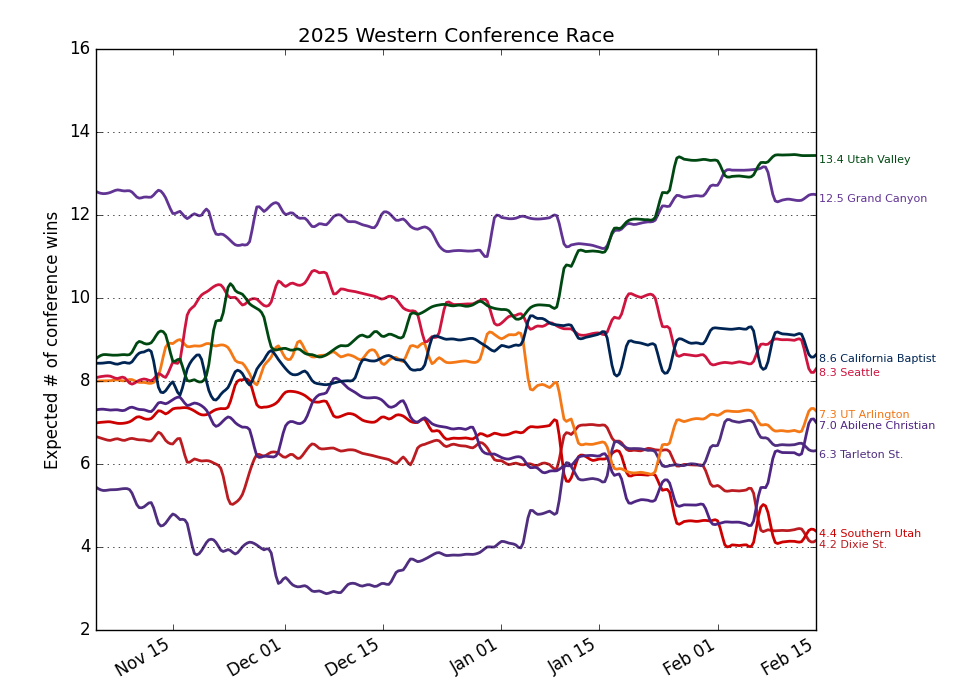 2025 Western Conference Race
Expected # of conference wins
16
14
12
10
8
6
4
2
Nov 15
Dec 01
Dec 15
Jan 01
Jan 15
Feb 01
Feb 15
13.4 Utah Valley
12.5 Grand Canyon
8.6 California Baptist
8.3 Seattle
7.3 UT Arlington
7.0 Abilene Christian
6.3 Tarleton St.
4.4 Southern Utah
4.2 Dixie St.